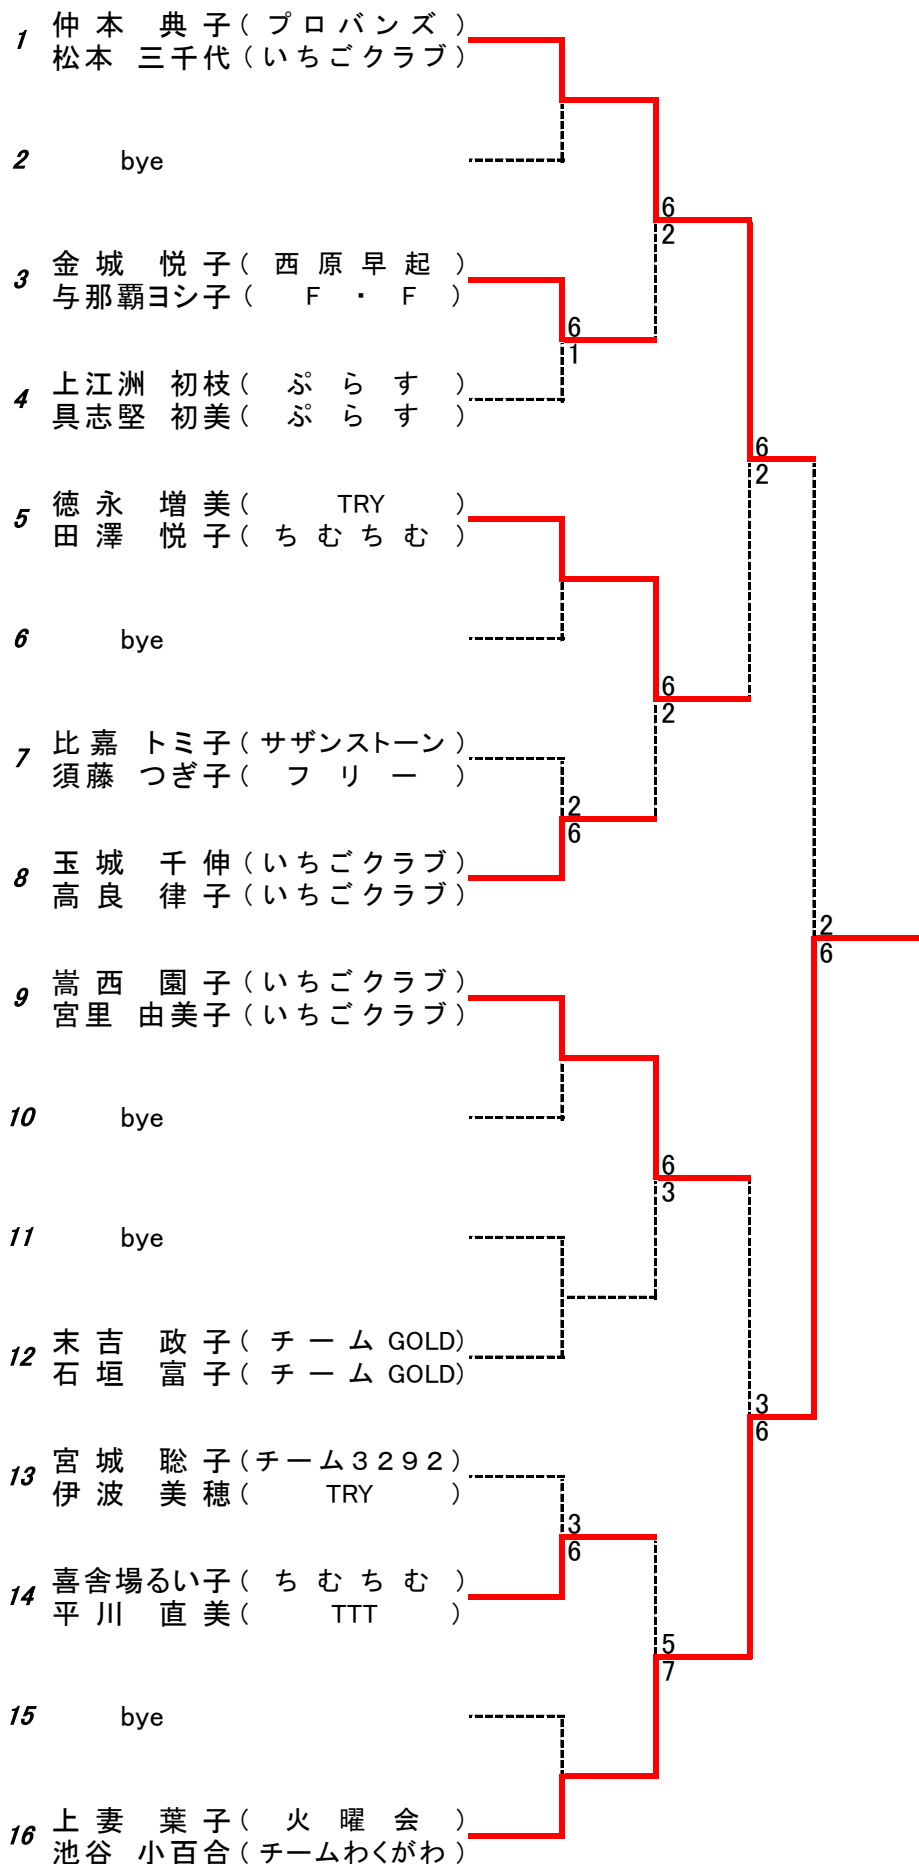 1 仲本 典子(プロバンズ)
松本 三千代(いちごクラブ)
2 bye
6
2
3 金城 悦子(西原早起)
与那覇ヨシ子(F・F)
6
1
4 上江洲 初枝(ぷらす)
具志堅 初美(ぷらす)
6
2
5 徳永 増美(TRY)
田澤 悦子(ちむちむ)
6 bye
6
2
7 比嘉 トミ子(サザンストーン)
須藤 つぎ子(フリー)
2
6
8 玉城 千伸(いちごクラブ)
高良 律子(いちごクラブ)
2
6
9 嵩西 園子(いちごクラブ)
宮里 由美子(いちごクラブ)
10 bye
6
3
11 bye
12 末吉 政子(チームGOLD)
石垣 富子(チームGOLD)
3
6
13 宮城 聡子(チーム3292)
伊波 美穂(TRY)
3
6
14 喜舎場るい子(ちむちむ)
平川 直美(TTT)
5
7
15 bye
16 上妻 葉子(火曜会)
池谷 小百合(チームわくがわ)